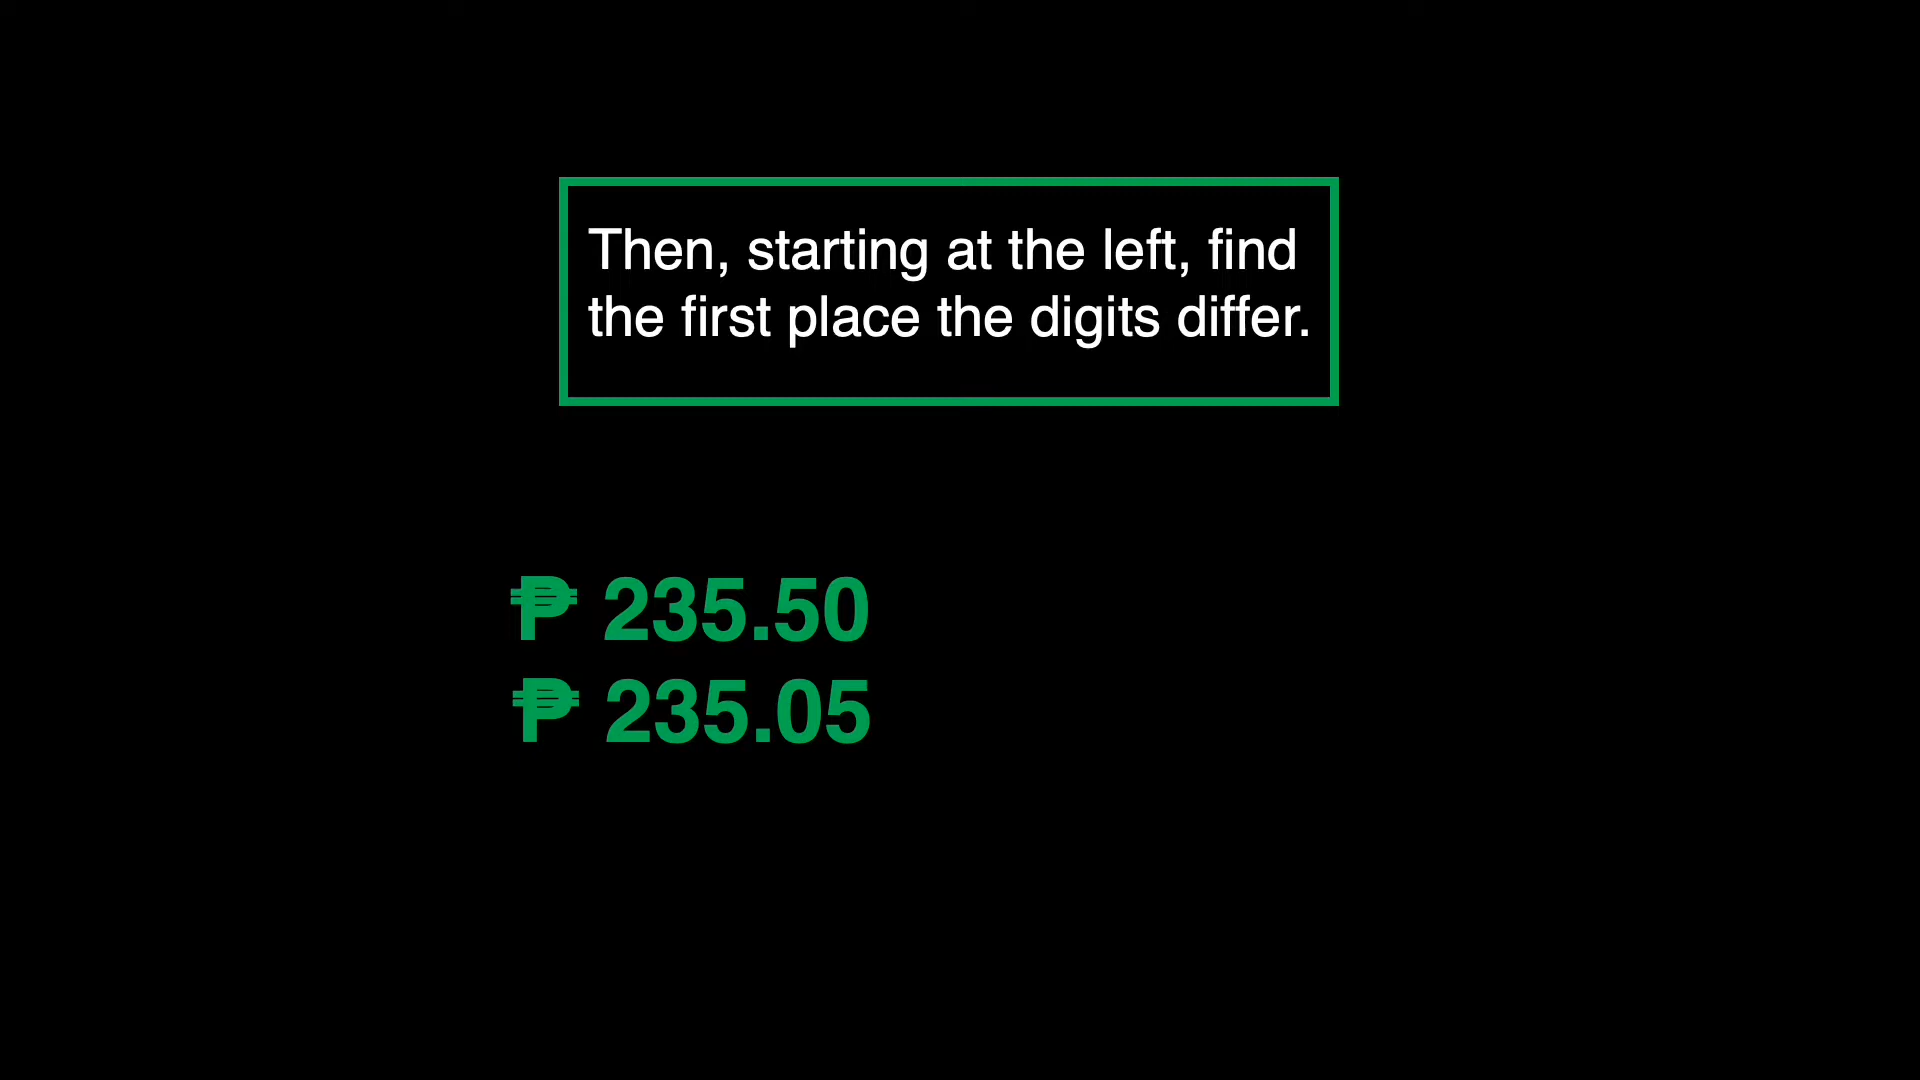 Then, starting at the left, find
the first place the digits differ.
₱ 235.50
₱ 235.05